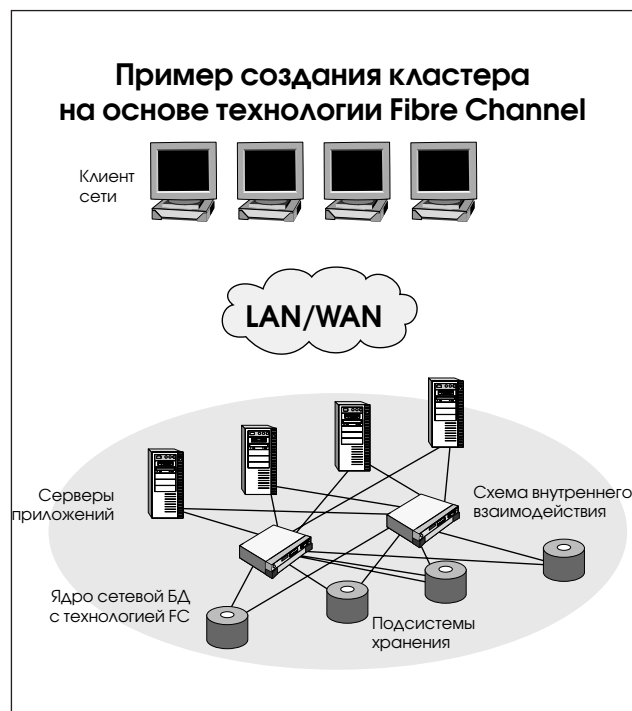 Пример создания кластера
на основе технологии Fibre Channel
Клиент
сети
LAN/WAN
Серверы
приложений
Схема внутреннего
взаимодействия
Ядро сетевой БД
с технологией FC
Подсистемы
хранения